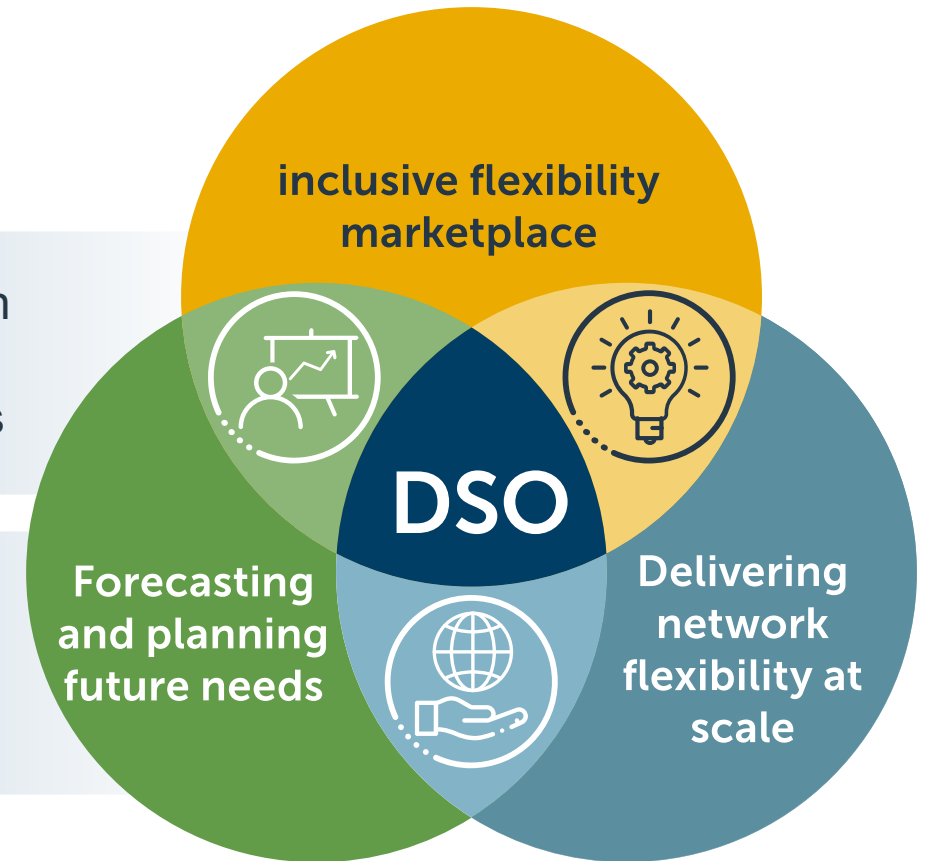 inclusive flexibility
marketplace
DSO
Forecasting
and planning
future needs
Delivering
network
flexibility at
scale